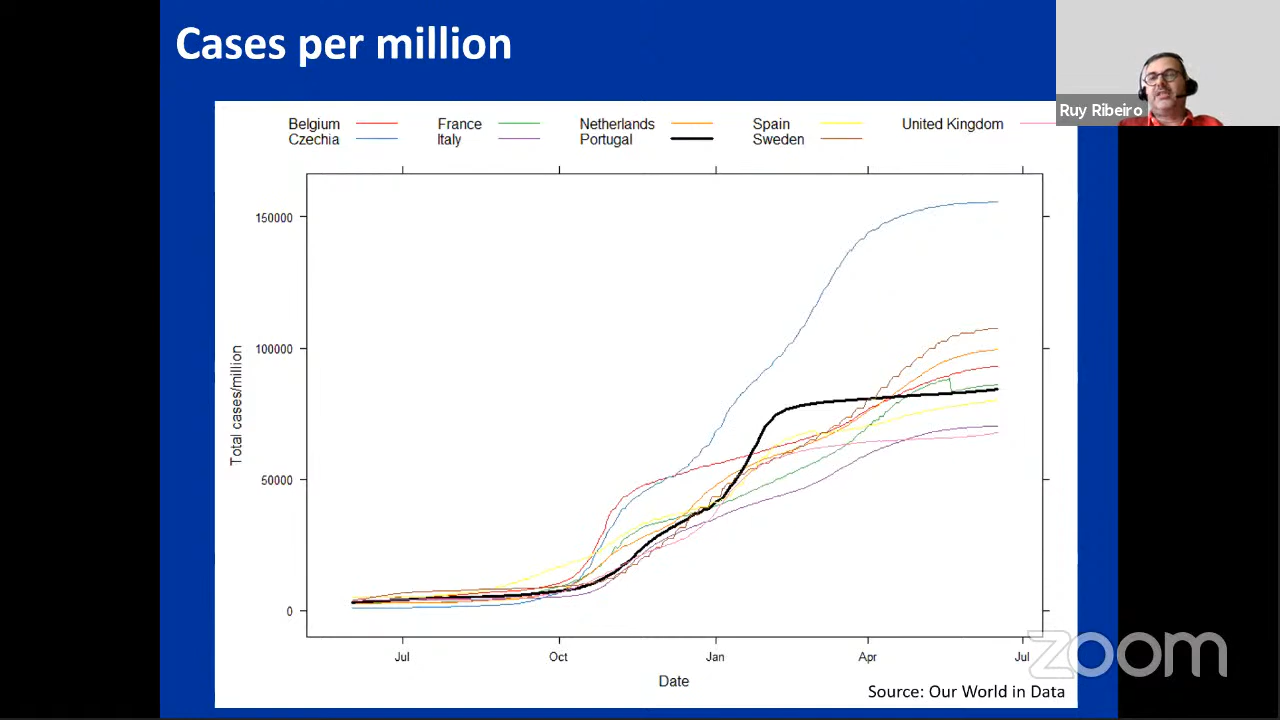 Cases per million
Ruy Ribeiro
Belgium France Netherlands Spain United Kingdom
Czechia Italy Portugal Sweden
150000
100000
50000
0
Total cases/million
Jul Oct Jan Apr Jul
Date
Source: Our World in Data
zoom